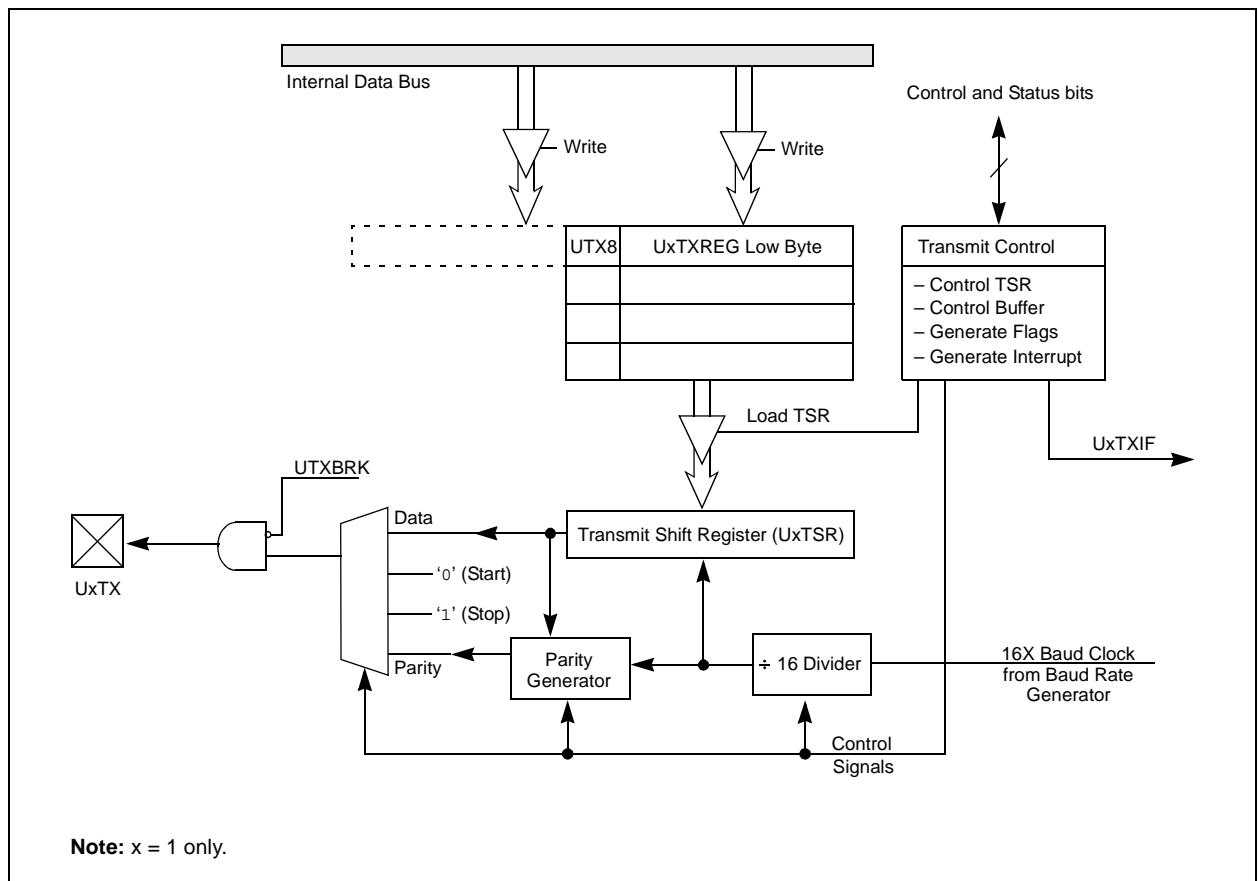 Internal Data Bus
Control and Status bits
Write
Write
UTX8
UxTXREG Low Byte
Transmit Control
– Control TSR
– Control Buffer
– Generate Flags
– Generate Interrupt
Load TSR
UxTXIF
UTXBRK
Data
Transmit Shift Register (UxTSR)
UxTX
‘0’ (Start)
‘1’ (Stop)
Parity
Parity
Generator
÷ 16 Divider
16X Baud Clock
from Baud Rate
Generator
Control
Signals
Note: x = 1 only.